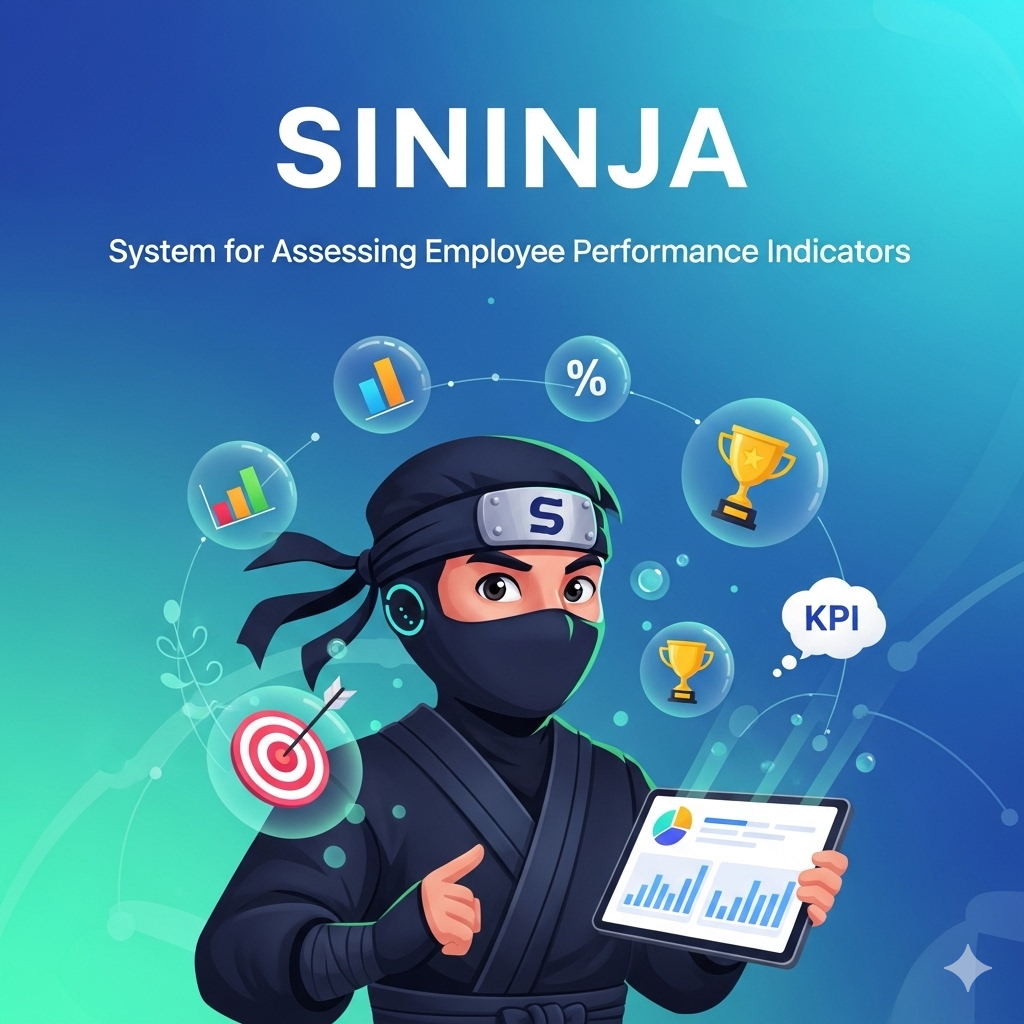 SININJA
System for Assessing Employee Performance Indicators
%
S
KPI